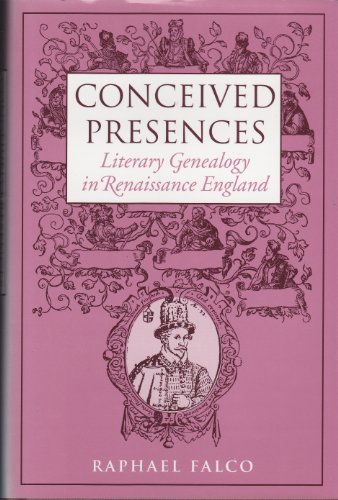 CONCEIVED
PRESENCES
Literary Genealogy
in Renaissance England
RAPHAEL FALCO